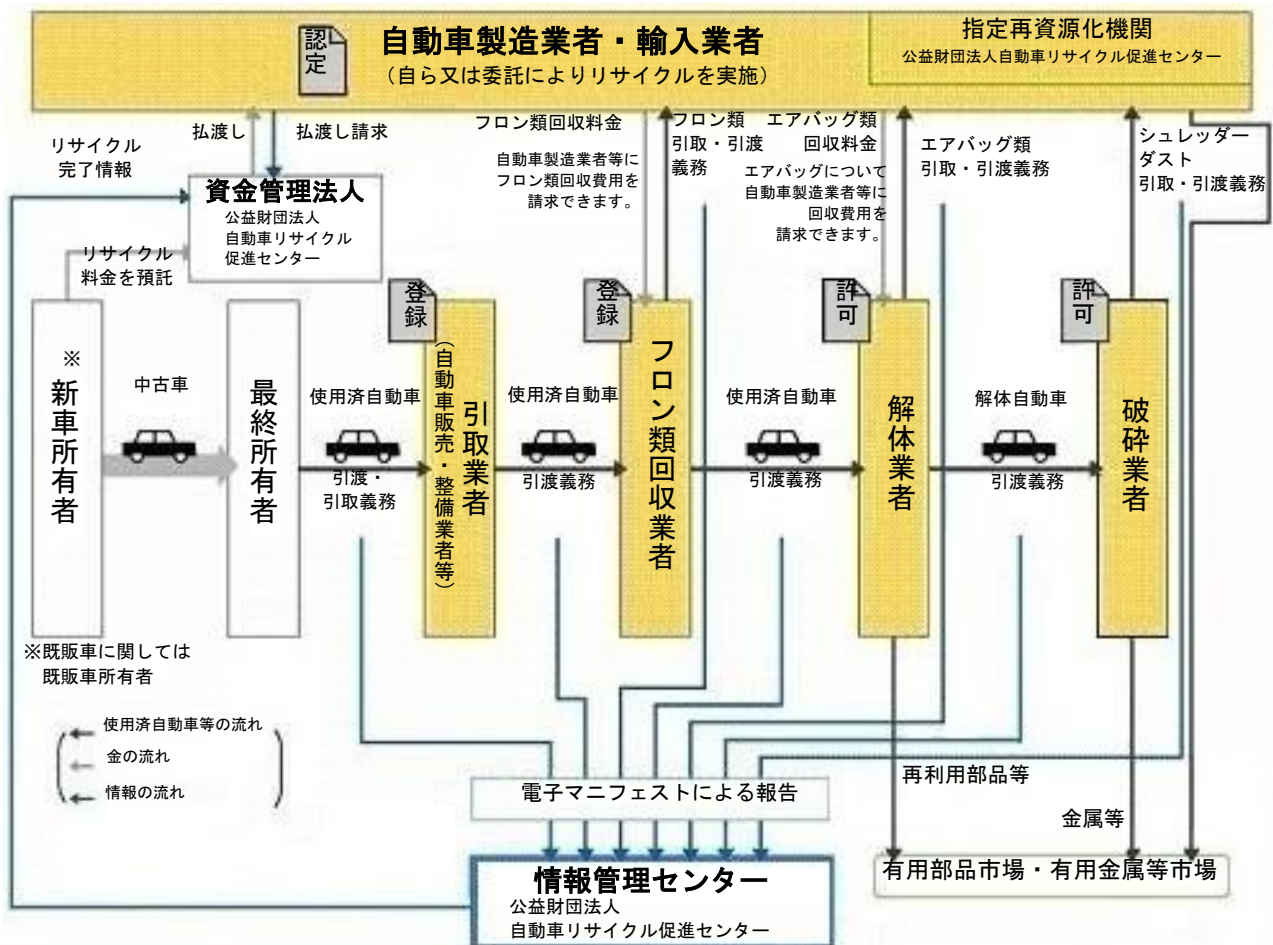 認定
自動車製造業者・輸入業者
（自ら又は委託によりリサイクルを実施）
指定再資源化機関
公益財団法人自動車リサイクル促進センター
リサイクル
完了情報
払渡し
払渡し請求
フロン類回収料金
自動車製造業者等に
フロン類回収費用を
請求できます。
フロン類
引取・引渡
義務
エアバッグ類
回収料金
エアバッグについて
自動車製造業者等に
回収費用を
請求できます。
エアバッグ類
引取・引渡義務
シュレッダー
ダスト
引取・引渡義務
資金管理法人
公益財団法人
自動車リサイクル
促進センター
リサイクル
料金を預託
登録
登録
許可
許可
※
新車所有者
中古車
最終所有者
使用済自動車
引渡・
引取義務
引取業者
（自動車販売・整備業者等）
使用済自動車
引渡義務
フロン類回収業者
使用済自動車
引渡義務
解体業者
解体自動車
引渡義務
破砕業者
※既販車に関しては
既販車所有者
使用済自動車等の流れ
金の流れ
情報の流れ
電子マニフェストによる報告
再利用部品等
金属等
有用部品市場・有用金属等市場
情報管理センター
公益財団法人
自動車リサイクル促進センター